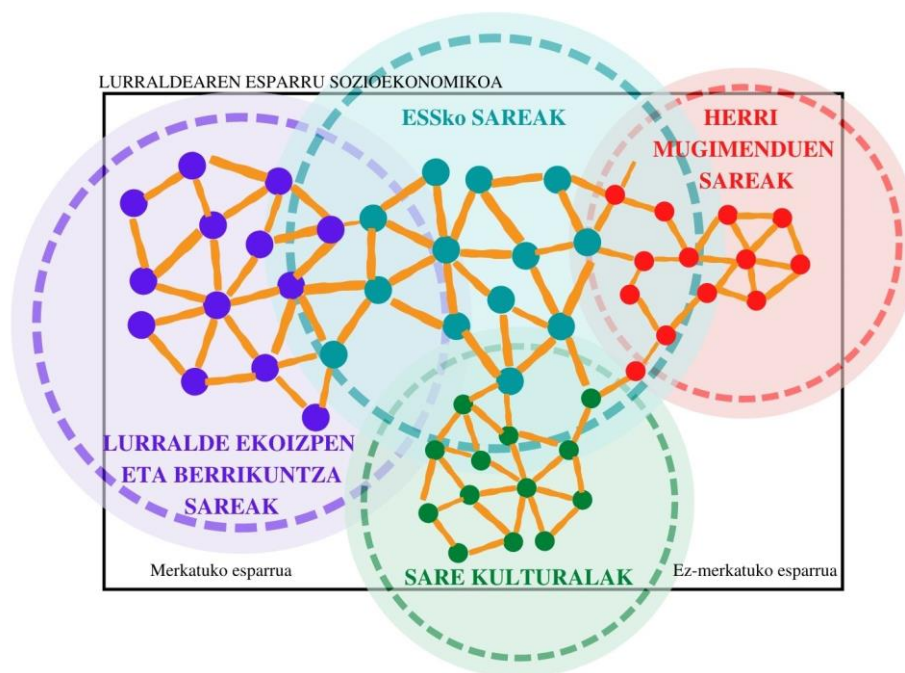 LURRALDEAREN ESPARRU SOZIOEKONOMIKOA
ESSko SAREAK
HERRI
MUGIMENDUEN
SAREAK
LURRALDE EKOIZPEN
ETA BERRIKUNTZA
SAREAK
Merkatuko esparrua
SARE KULTURALAK
Ez-merkatuko esparrua